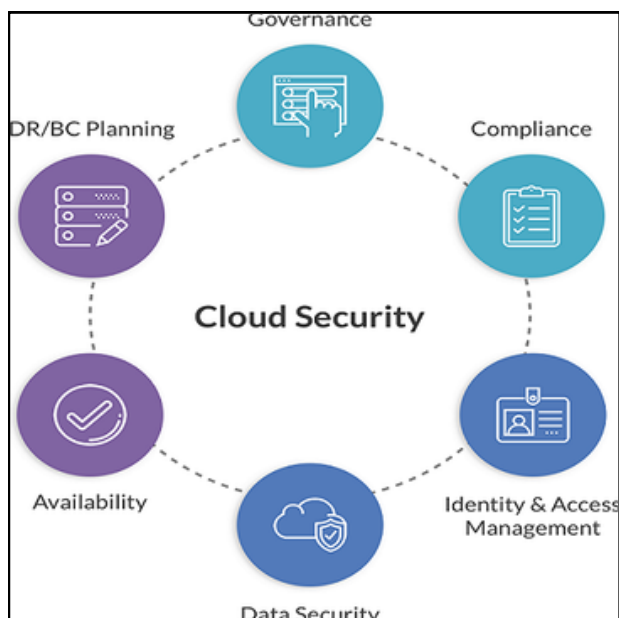 Governance
DR/BC Planning
Compliance
Cloud Security
Availability
Identity & Access
Management
Data Security